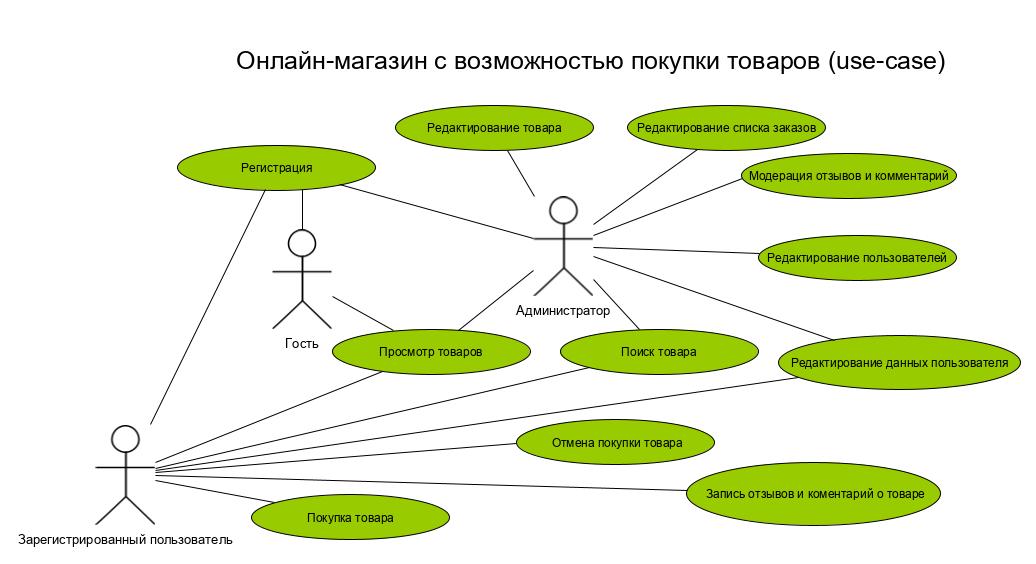 Онлайн-магазин с возможностью покупки товаров (use-case)
Редактирование товара
Редактирование списка заказов
Регистрация
Модерация отзывов и комментарий
Редактирование пользователей
Администратор
Гость
Просмотр товаров
Поиск товара
Редактирование данных пользователя
Отмена покупки товара
Запись отзывов и коментарий о товаре
Покупка товара
Зарегистрированный пользователь